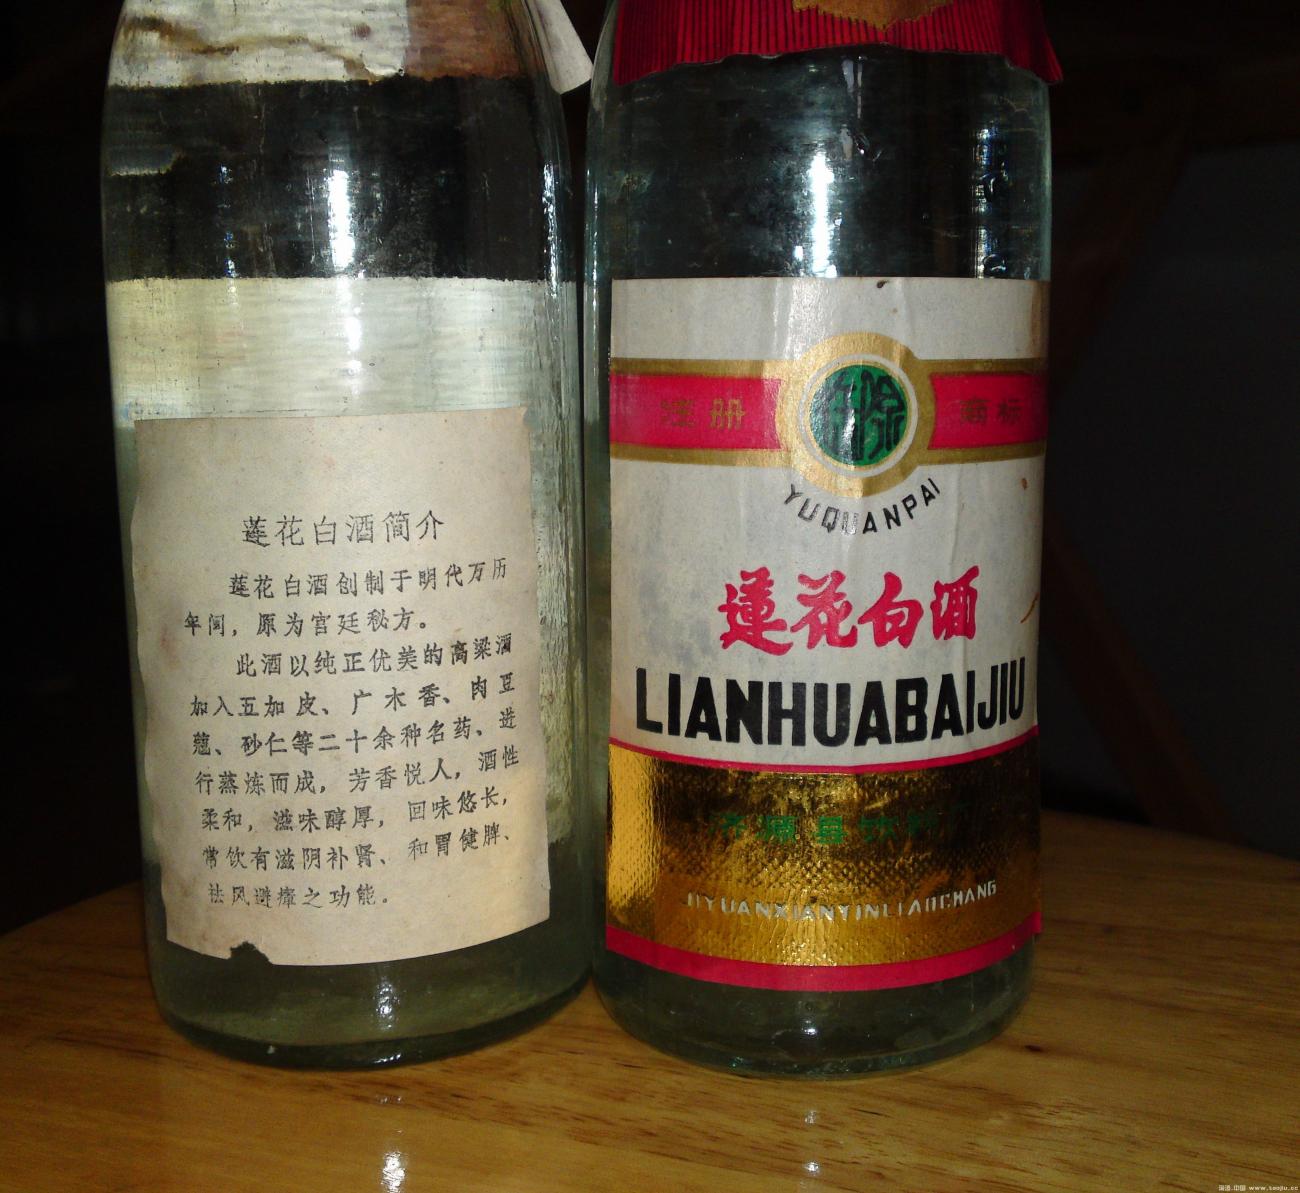 莲花白酒简介
莲花白酒创制于明代万历
年间，原为宫廷秘方。
此酒以纯正优美的高粱酒
加入五加皮、广木香、肉豆
蔻、砂仁等二十余种名药、进
行蒸炼而成，芳香悦人，酒性
柔和，滋味醇厚，回味悠长，
常饮有滋阴补肾、和胃健脾、
祛风避瘴之功能。
注册 商标
YUQUANPAI
蓮花白酒
LIANHUABAIJIU
济源县饮料厂
JIYUANXIANYINLIAOCHANG
www.taojiu.cc